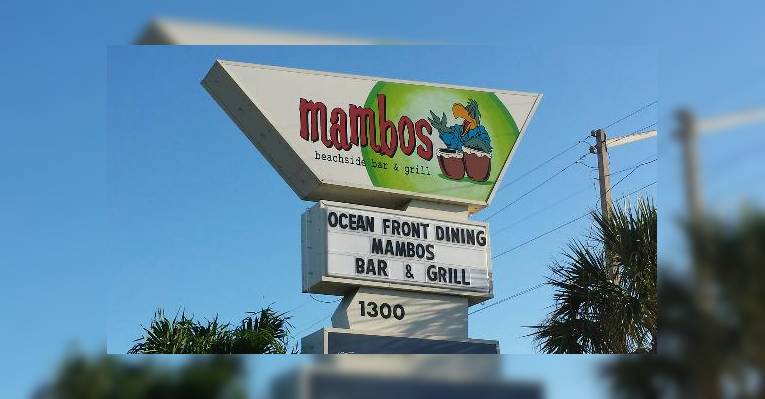 mambos
beachside bar & grill
OCEAN FRONT DINING
MAMBOS
BAR & GRILL
1300